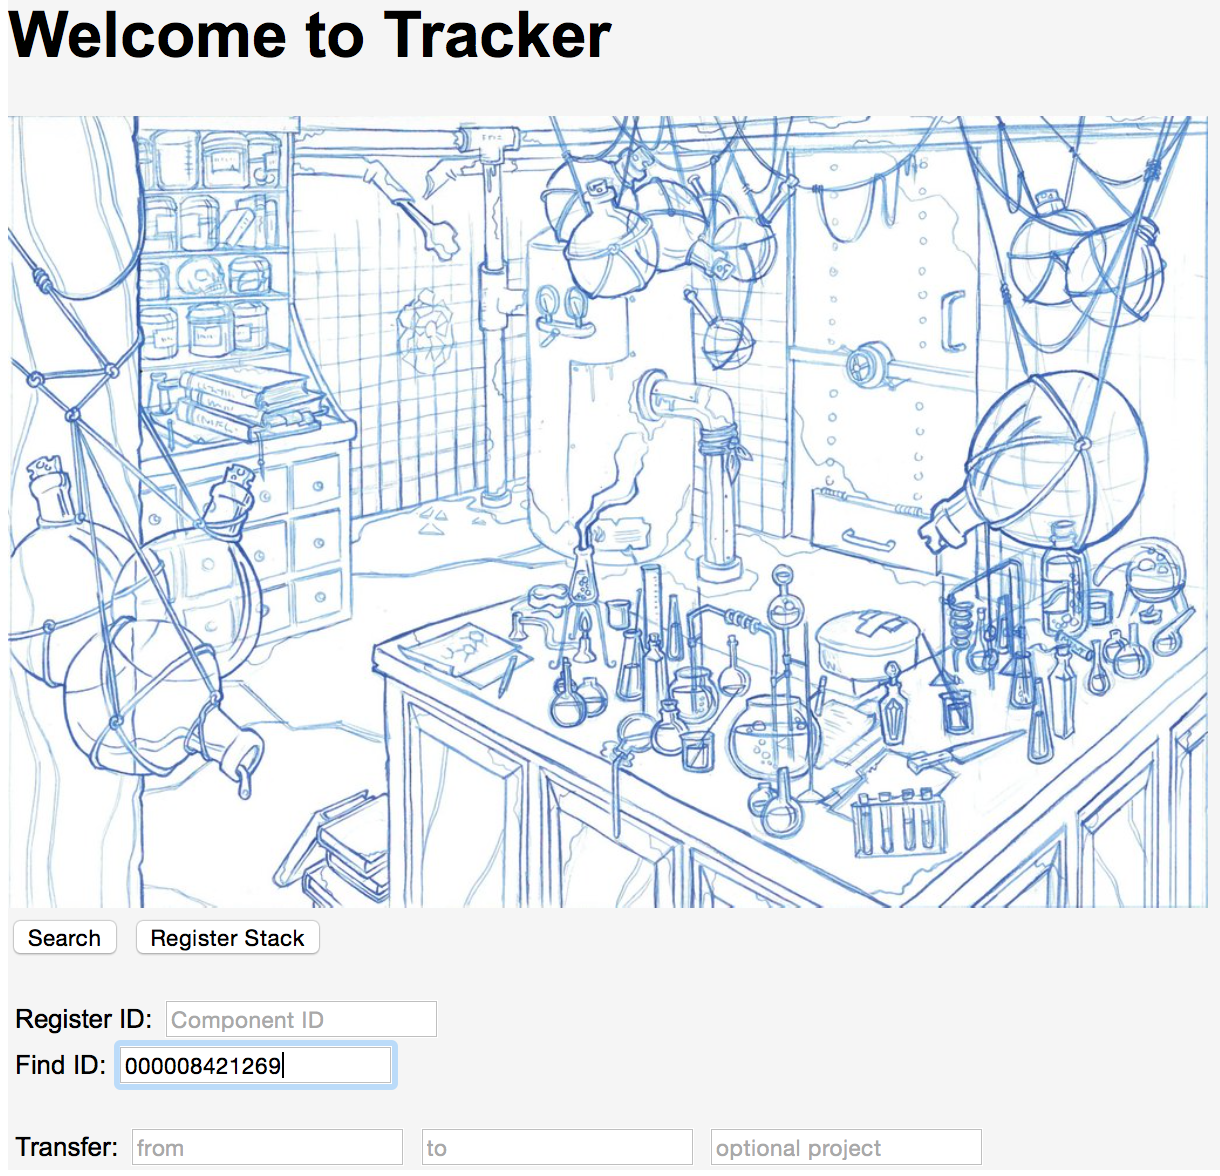 Welcome to Tracker
Search Register Stack
Register ID: Component ID
Find ID: 000008421269
Transfer: from to optional project